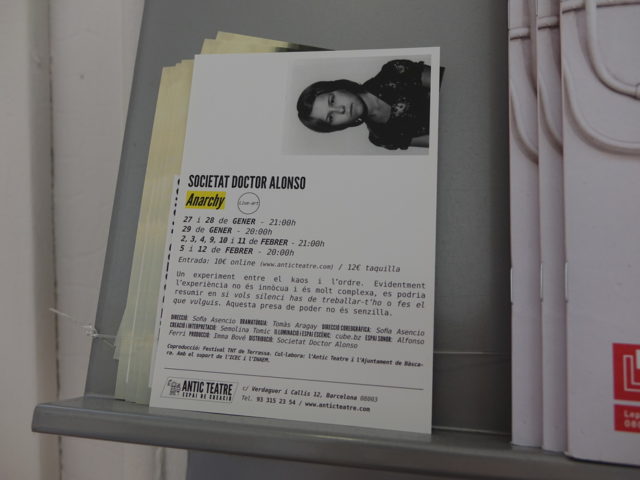 SOCIETAT DOCTOR ALONSO
Anarchy
Live-art
27 i 28 de GENER - 21:00h
29 de GENER - 20:00h
2, 3, 4, 9, 10 i 11 de FEBRER - 21:00h
5 i 12 de FEBRER - 20:00h
Entrada: 10€ online (www.anticteatre.com) / 12€ taquilla
Un experiment entre el kaos i l'ordre. Evidentment
l'experiència no és innòcua i és molt complexa, es podria
resumir en si vols silenci has de treballar-t'ho o fes el
que vulguis. Aquesta presa de poder no és senzilla.
DIRECCIÓ: Sofia Asencio DRAMATÚRGIA: Tomàs Aragay DIRECCIÓ COREOGRÀFICA: Sofia Asencio
CREACIÓ I INTERPRETACIÓ: Semolina Tomic IL·LUMINACIÓ I ESPAI ESCÈNIC: cube.bz ESPAI SONOR: Alfonso
Ferri PRODUCCIÓ: Imma Bové DISTRIBUCIÓ: Societat Doctor Alonso
Coproducció: Festival TNT de Terrassa. Col·labora: l'Antic Teatre i l'Ajuntament de Bàsca-
ra. Amb el suport de l'ICEC i l'INAEM.
ANTIC TEATRE
ESPAI DE CREACIÓ
c/ Verdaguer i Callís 12, Barcelona 08003
Tel. 93 315 23 54 / www.anticteatre.com